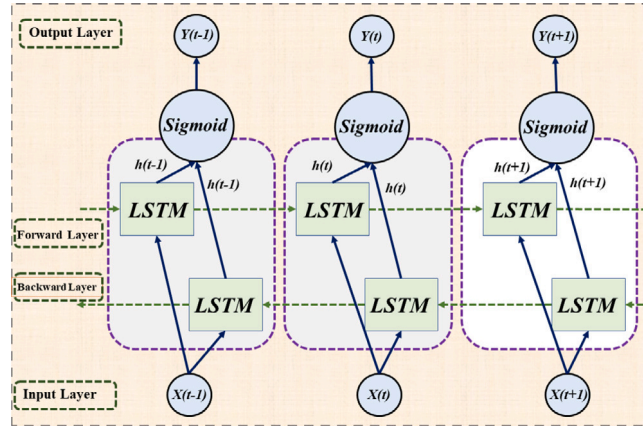 Output Layer
Y(t-1)
Y(t)
Y(t+1)
Sigmoid
Sigmoid
Sigmoid
h(t-1)
h(t-1)
h(t)
h(t)
h(t+1)
h(t+1)
LSTM
LSTM
LSTM
Forward Layer
Backward Layer
LSTM
LSTM
LSTM
Input Layer
X(t-1)
X(t)
X(t+1)